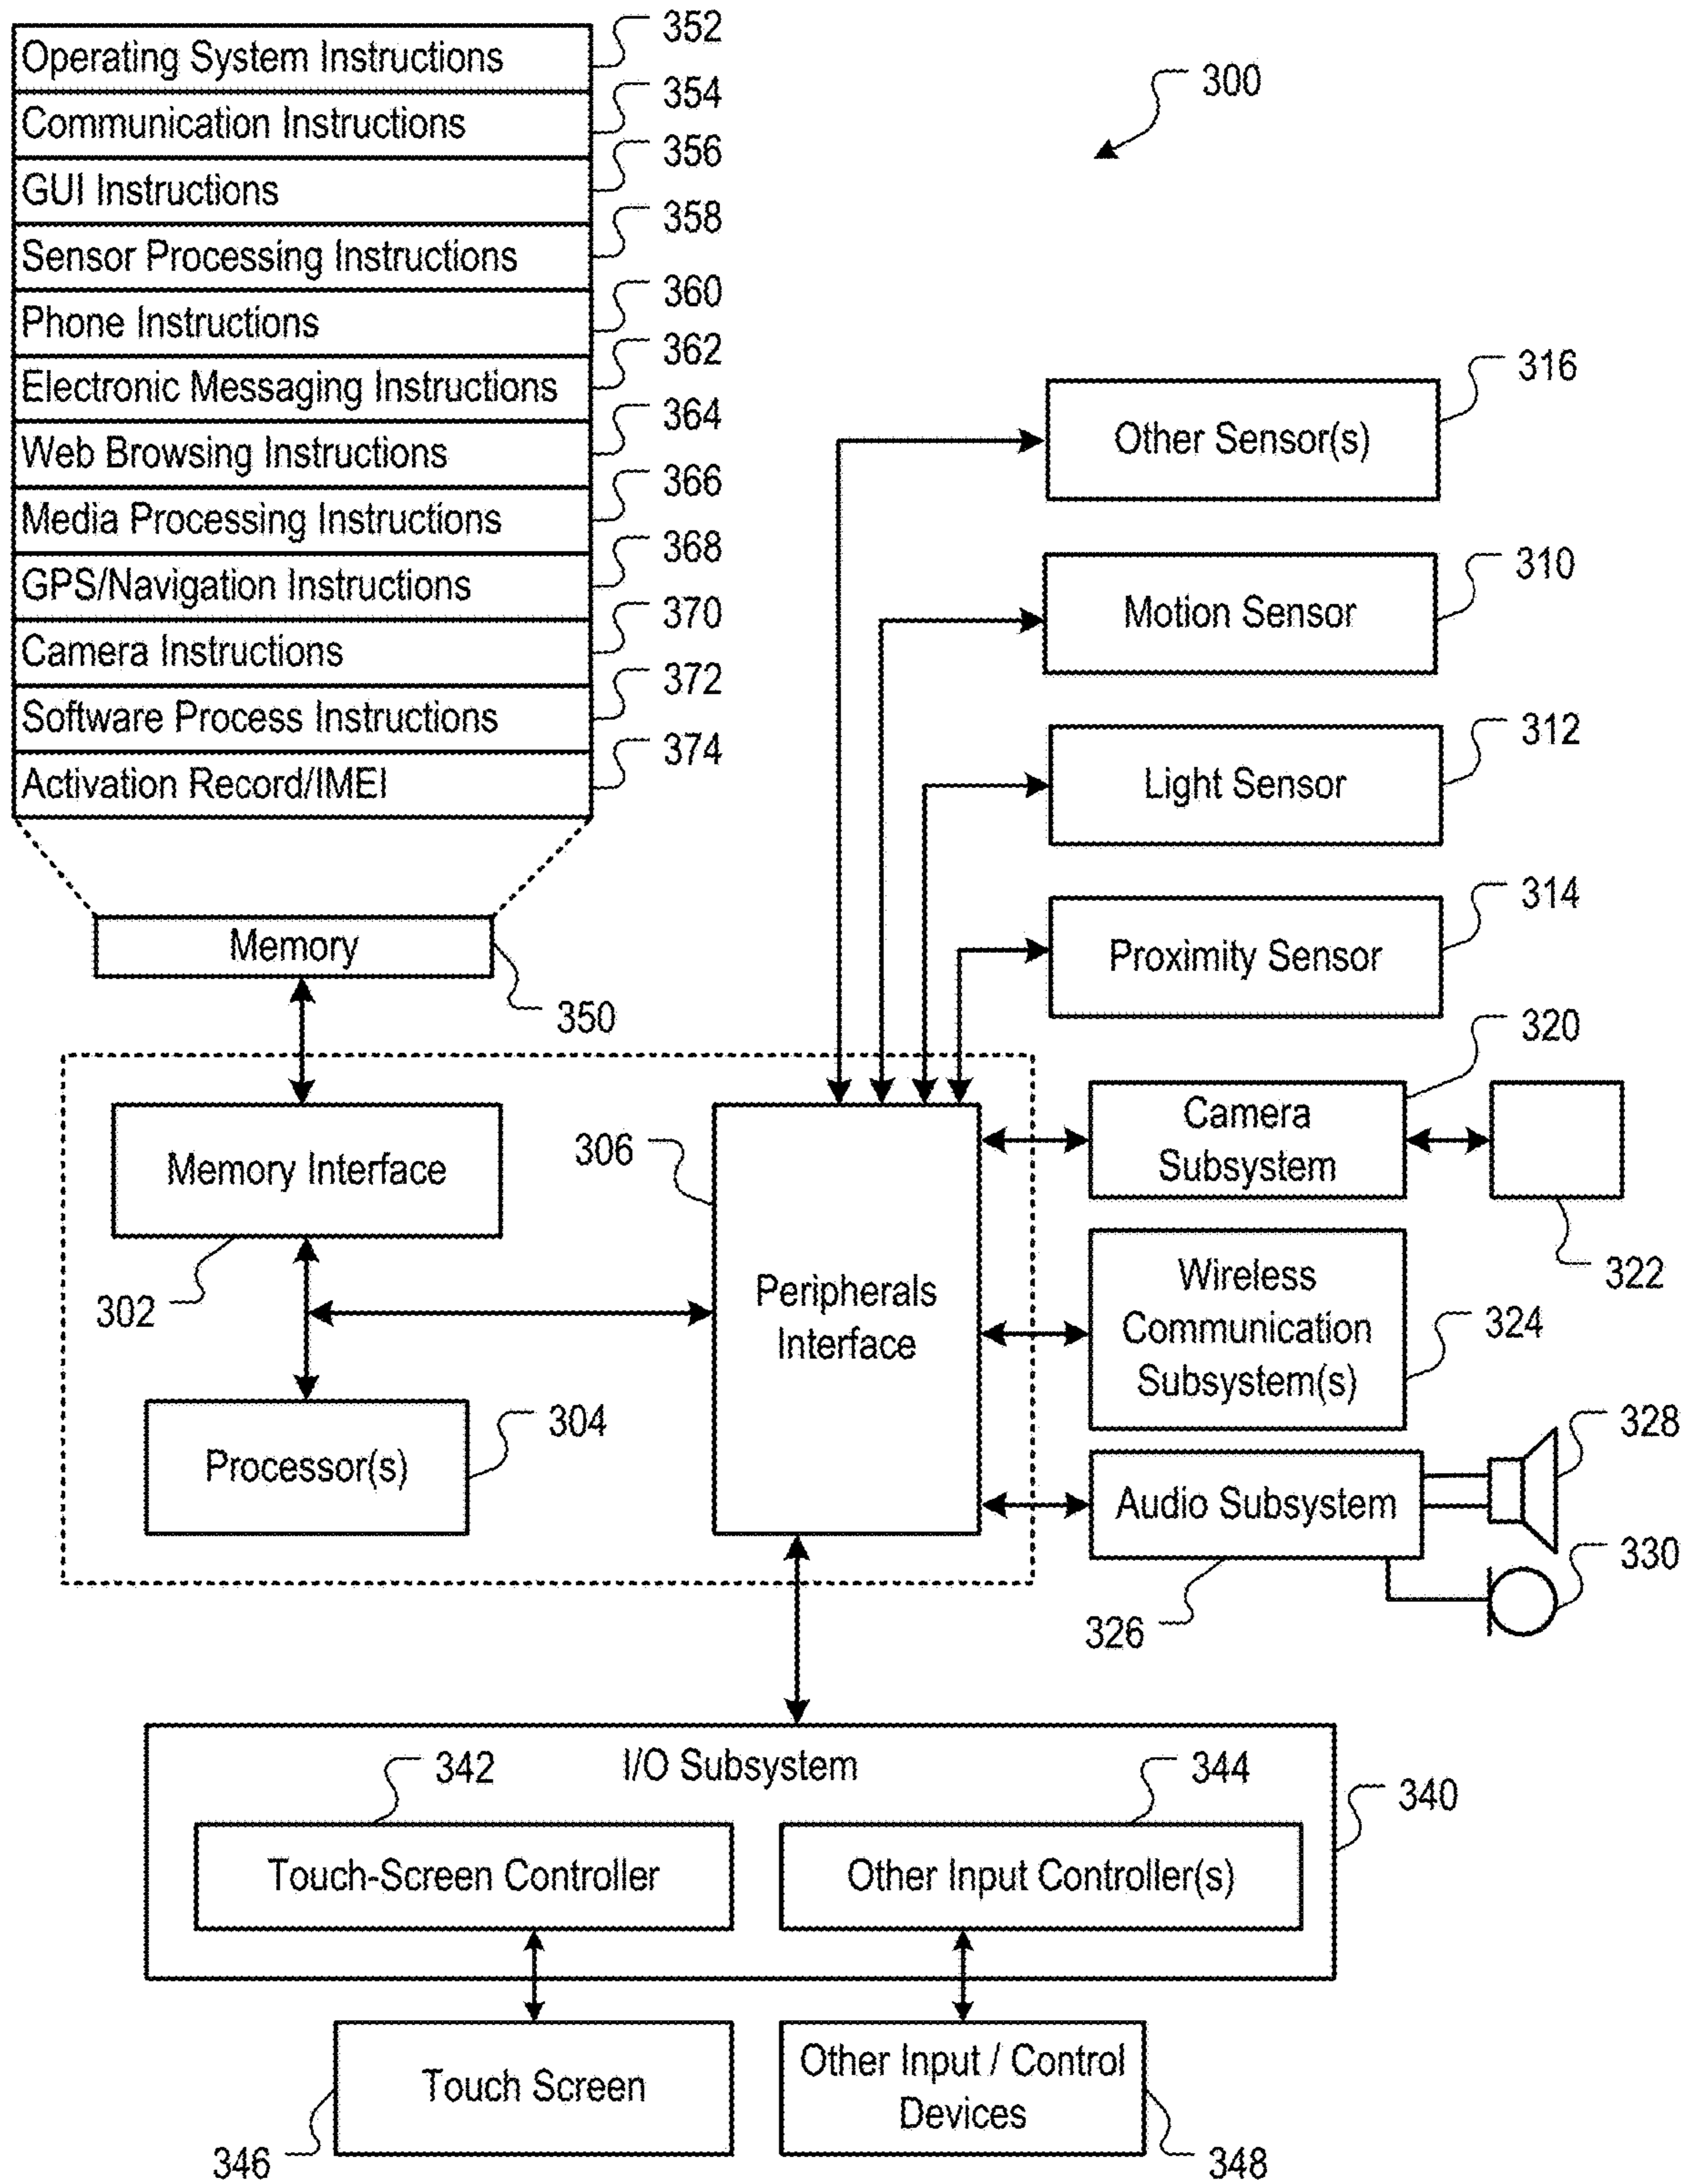 352
Operating System Instructions
300
354
Communication Instructions
356
GUI Instructions
358
Sensor Processing Instructions
360
Phone Instructions
362
Electronic Messaging Instructions
364
Web Browsing Instructions
366
Media Processing Instructions
368
GPS/Navigation Instructions
370
Camera Instructions
372
Software Process Instructions
374
Activation Record/IMEI
Memory
350
316
Other Sensor(s)
310
Motion Sensor
312
Light Sensor
314
Proximity Sensor
320
Camera
Subsystem
322
Memory Interface
302
306
Peripherals
Interface
Wireless
Communication
Subsystem(s)
324
304
Processor(s)
328
Audio Subsystem
330
326
342
I/O Subsystem
344
340
Touch-Screen Controller
Other Input Controller(s)
Touch Screen
346
Other Input / Control
Devices
348